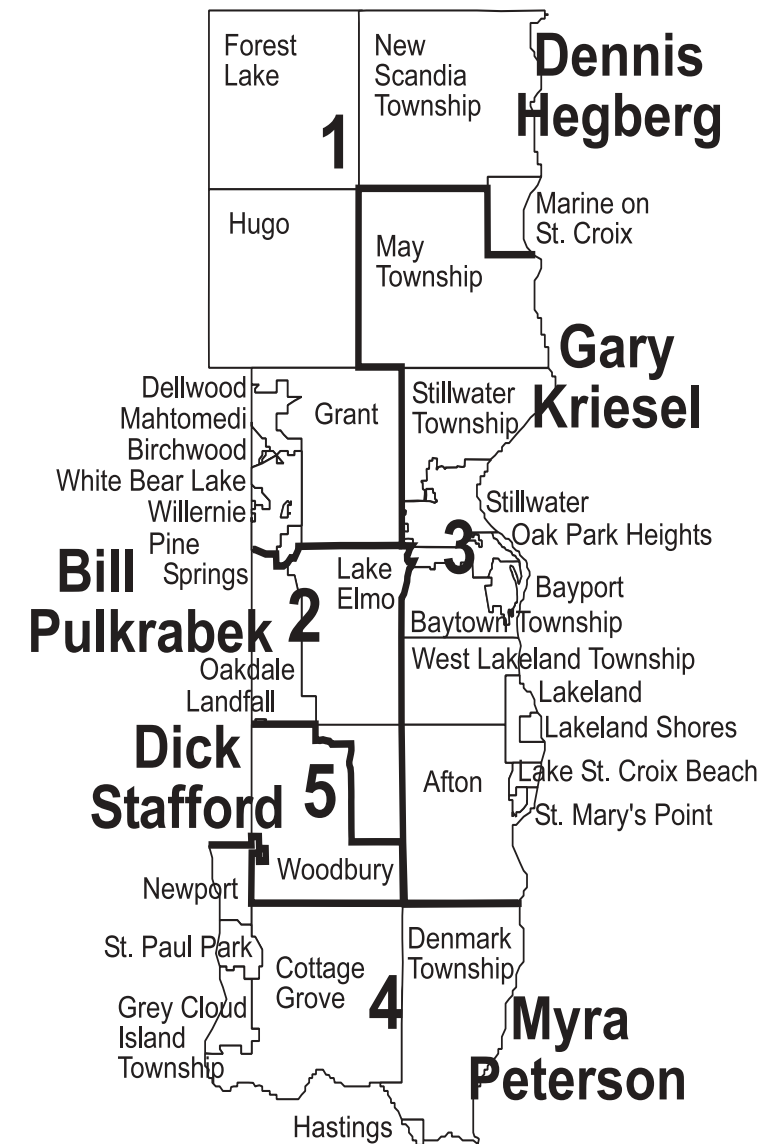 Forest
Lake
New
Scandia
Township
Dennis
Hegberg
1
Hugo
May
Township
Marine on
St. Croix
Gary
Kriesel
Dellwood
Mahtomedi
Birchwood
White Bear Lake
Willernie
Pine
Springs
Grant
Stillwater
Township
Stillwater
Oak Park Heights
3
Bayport
Baytown Township
Bill
Pulkrabek
2
Lake
Elmo
West Lakeland Township
Oakdale
Landfall
Lakeland
Lakeland Shores
Lake St. Croix Beach
St. Mary's Point
Dick
Stafford
5
Afton
Woodbury
Newport
St. Paul Park
Cottage
Grove
4
Denmark
Township
Grey Cloud
Island
Township
Myra
Peterson
Hastings